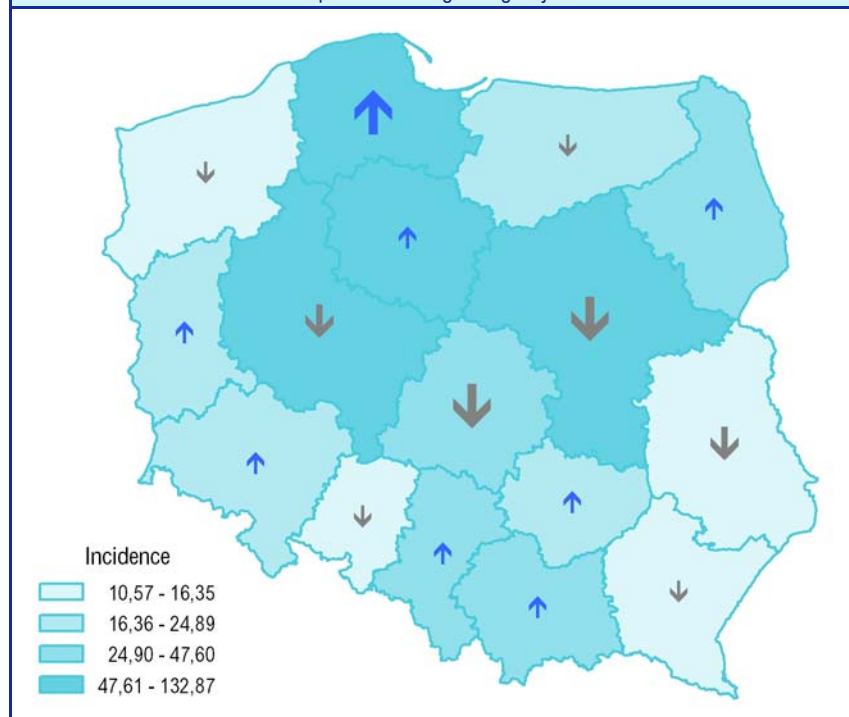 Incidence
10,57 - 16,35
16,36 - 24,89
24,90 - 47,60
47,61 - 132,87